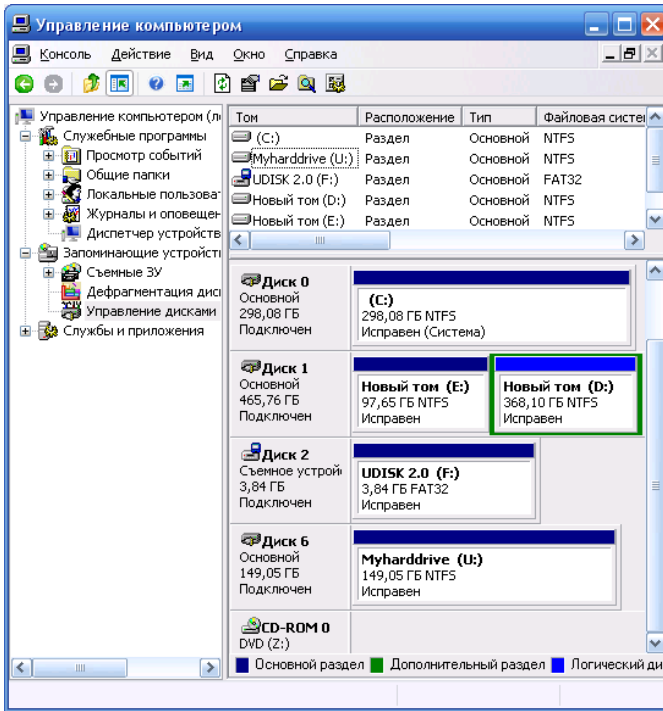 Управление компьютером
Консоль Действие Вид Окно Справка
Управление компьютером (л
Служебные программы
Просмотр событий
Общие папки
Локальные пользова
Журналы и оповещен
Диспетчер устройств
Запоминающие устройст
Съемные ЗУ
Дефрагментация дис
Управление дисками
Службы и приложения
Том Расположение Тип Файловая систе
(C:) Раздел Основной NTFS
Myharddrive (U:) Раздел Основной NTFS
UDISK 2.0 (F:) Раздел Основной FAT32
Новый том (D:) Раздел Основной NTFS
Новый том (E:) Раздел Основной NTFS
Диск 0
Основной
298,08 ГБ
Подключен
(C:)
298,08 ГБ NTFS
Исправен (Система)
Диск 1
Основной
465,76 ГБ
Подключен
Новый том (E:)
97,65 ГБ NTFS
Исправен
Новый том (D:)
368,10 ГБ NTFS
Исправен
Диск 2
Съемное устрой
3,84 ГБ
Подключен
UDISK 2.0 (F:)
3,84 ГБ FAT32
Исправен
Диск 6
Основной
149,05 ГБ
Подключен
Myharddrive (U:)
149,05 ГБ NTFS
Исправен
CD-ROM 0
DVD (Z:)
Основной раздел Дополнительный раздел Логический ди